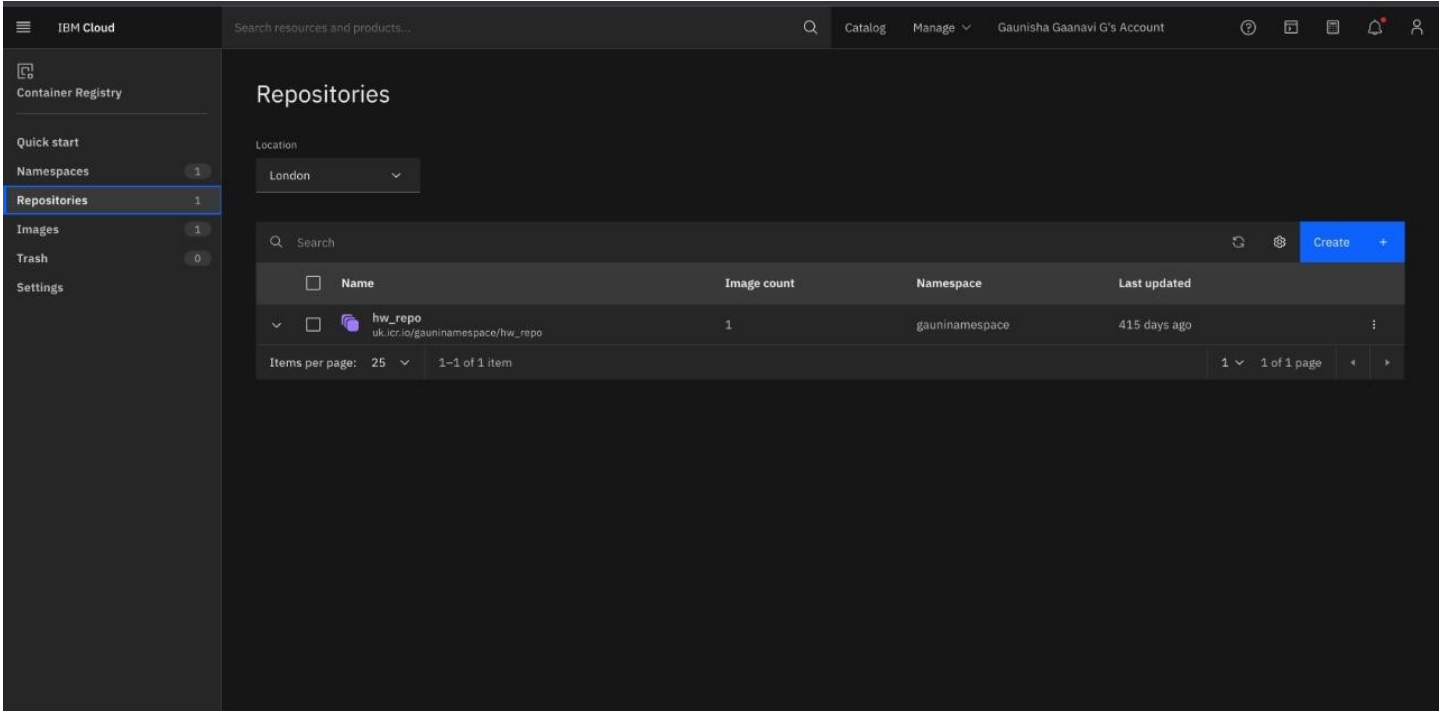 IBM Cloud
Search resources and products...
Catalog
Manage
Gaunisha Gaanavi G's Account
Container Registry
Quick start
Namespaces 1
Repositories 1
Images 1
Trash 0
Settings
Repositories
Location
London
Search
Create +
Name Image count Namespace Last updated
hw_repo
uk.icr.io/gauninamespace/hw_repo
1 gauninamespace 415 days ago
Items per page: 25 1–1 of 1 item 1 1 of 1 page